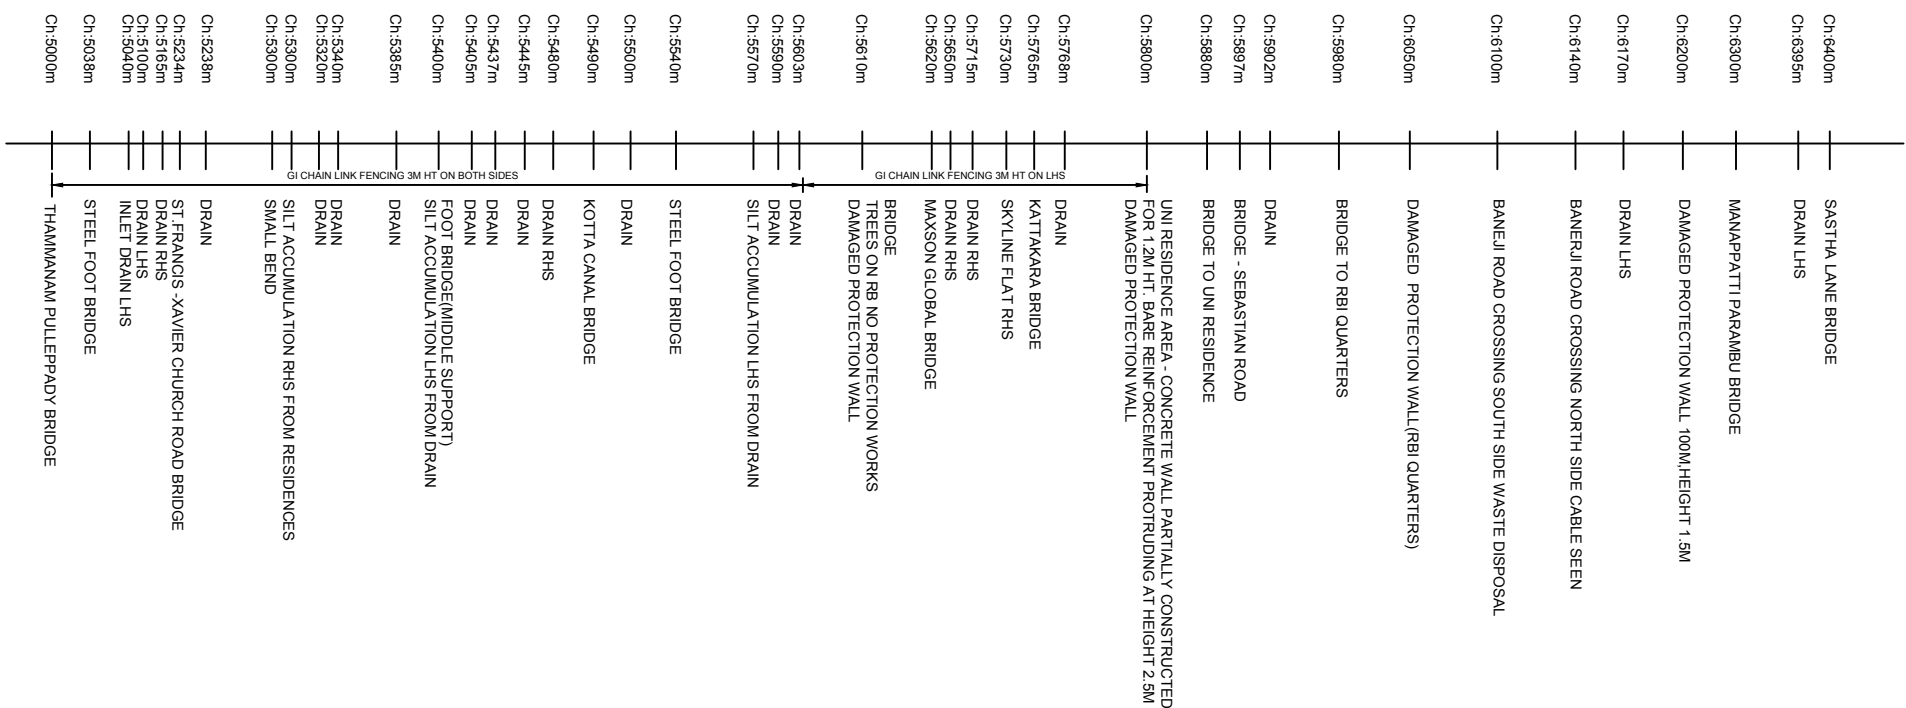 Ch:5000m
Ch:5038m
Ch:5040m
Ch:5100m
Ch:5165m
Ch:5234m
Ch:5238m
Ch:5300m
Ch:5300m
Ch:5320m
Ch:5340m
Ch:5385m
Ch:5400m
Ch:5405m
Ch:5437m
Ch:5445m
Ch:5480m
Ch:5490m
Ch:5500m
Ch:5540m
Ch:5570m
Ch:5590m
Ch:5603m
Ch:5610m
Ch:5620m
Ch:5650m
Ch:5715m
Ch:5730m
Ch:5765m
Ch:5768m
Ch:5800m
Ch:5880m
Ch:5897m
Ch:5902m
Ch:5980m
Ch:6050m
Ch:6100m
Ch:6140m
Ch:6170m
Ch:6200m
Ch:6300m
Ch:6395m
Ch:6400m
GI CHAIN LINK FENCING 3M HT ON BOTH SIDES
GI CHAIN LINK FENCING 3M HT ON LHS
THAMMANAM PULLEPPADY BRIDGE
STEEL FOOT BRIDGE
INLET DRAIN LHS
DRAIN LHS
DRAIN RHS
ST.FRANCIS -XAVIER CHURCH ROAD BRIDGE
DRAIN
SMALL BEND
SILT ACCUMULATION RHS FROM RESIDENCES
DRAIN
DRAIN
DRAIN
FOOT BRIDGE(MIDDLE SUPPORT)
SILT ACCUMULATION LHS FROM DRAIN
DRAIN
DRAIN
DRAIN
DRAIN RHS
KOTTA CANAL BRIDGE
DRAIN
STEEL FOOT BRIDGE
SILT ACCUMULATION LHS FROM DRAIN
DRAIN
DRAIN
BRIDGE
TREES ON RB NO PROTECTION WORKS
DAMAGED PROTECTION WALL
MAXSON GLOBAL BRIDGE
DRAIN RHS
DRAIN RHS
SKYLINE FLAT RHS
KATTAKARA BRIDGE
DRAIN
UNI RESIDENCE AREA - CONCRETE WALL PARTIALLY CONSTRUCTED
FOR 1.2M HT. BARE REINFORCEMENT PROTRUDING AT HEIGHT 2.5M
DAMAGED PROTECTION WALL
BRIDGE TO UNI RESIDENCE
BRIDGE - SEBASTIAN ROAD
DRAIN
BRIDGE TO RBI QUARTERS
DAMAGED PROTECTION WALL(RBI QUARTERS)
BANEJI ROAD CROSSING SOUTH SIDE WASTE DISPOSAL
BANERJI ROAD CROSSING NORTH SIDE CABLE SEEN
DRAIN LHS
DAMAGED PROTECTION WALL 100M,HEIGHT 1.5M
MANAPPATTI PARAMBU BRIDGE
DRAIN LHS
SASTHA LANE BRIDGE